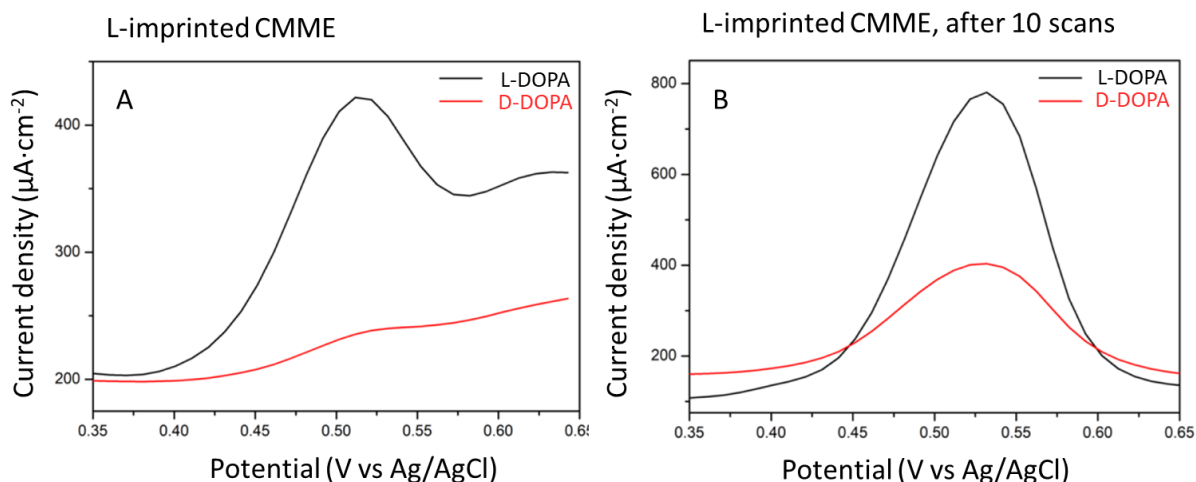 L-imprinted CMME
L-imprinted CMME, after 10 scans
A
L-DOPA
D-DOPA
400
300
200
0.35 0.40 0.45 0.50 0.55 0.60 0.65
Current density (μA·cm⁻²)
Potential (V vs Ag/AgCl)
B
L-DOPA
D-DOPA
800
600
400
200
0.35 0.40 0.45 0.50 0.55 0.60 0.65
Current density (μA·cm⁻²)
Potential (V vs Ag/AgCl)